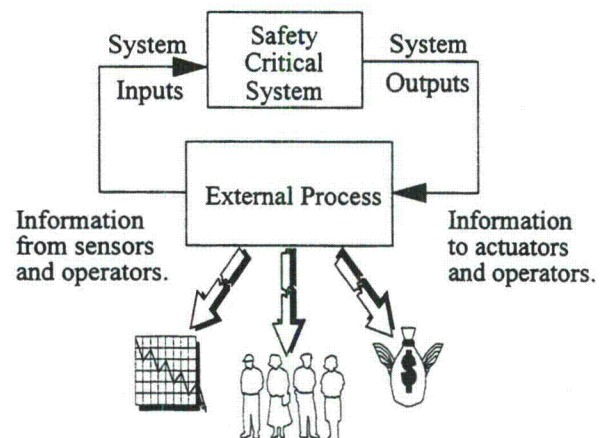 System
Inputs
Safety
Critical
System
System
Outputs
External Process
Information
from sensors
and operators.
Information
to actuators
and operators.
$